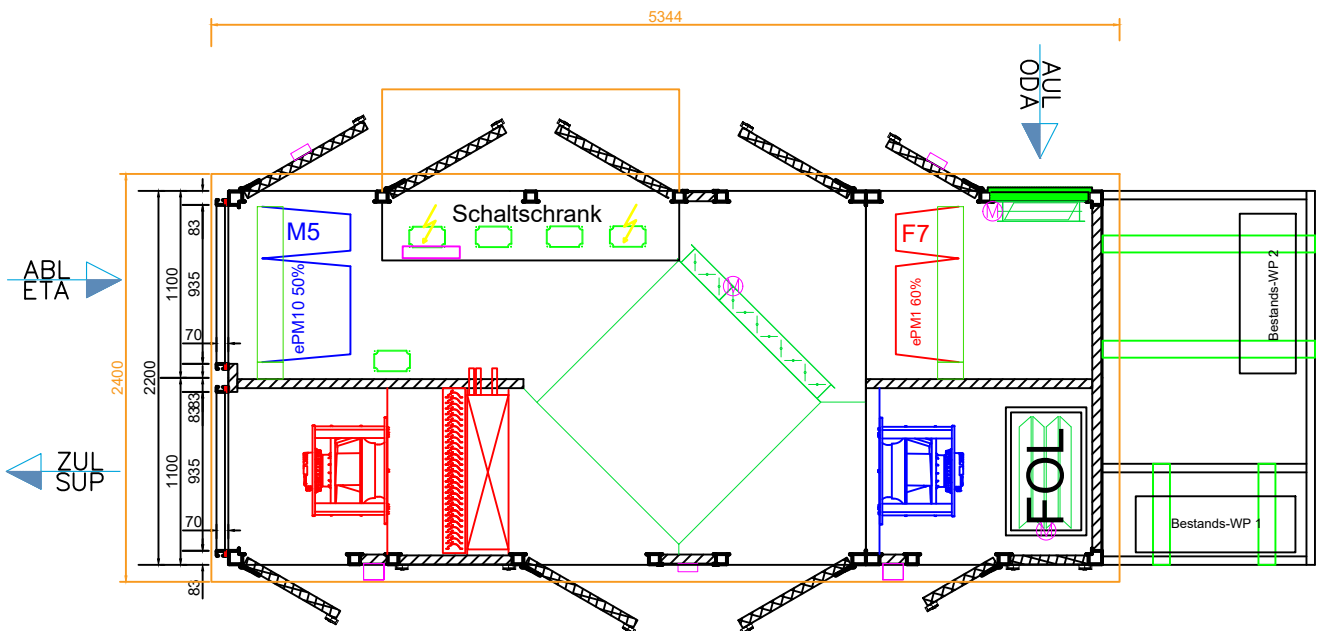 5344
AUL
ODA
Schaltschrank
M5
ePM10 50%
F7
ePM1 60%
M
M
ABL
ETA
ZUL
SUP
2400
2200
1100
1100
83
935
70
83
83
935
70
83
FOL
M
Bestands-WP 2
Bestands-WP 1